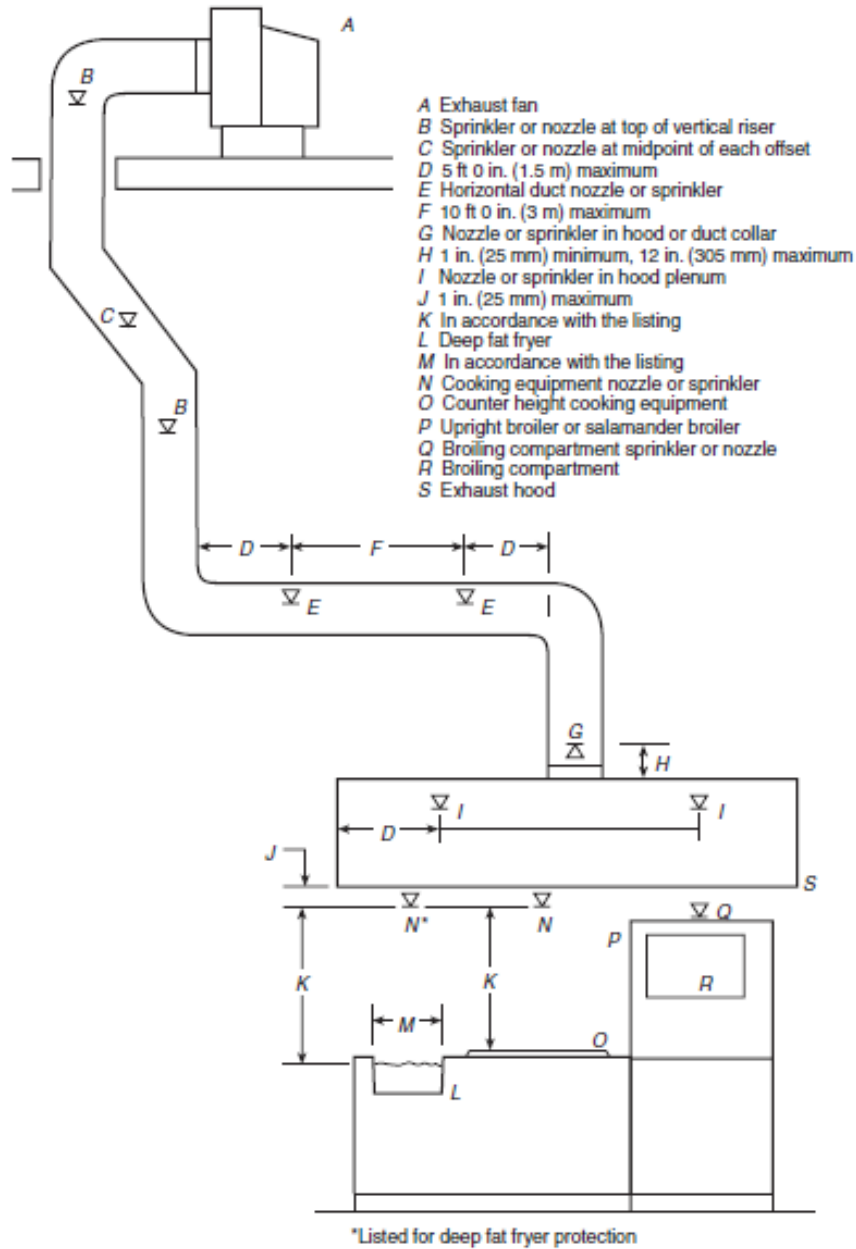 A
B
A Exhaust fan
B Sprinkler or nozzle at top of vertical riser
C Sprinkler or nozzle at midpoint of each offset
D 5 ft 0 in. (1.5 m) maximum
E Horizontal duct nozzle or sprinkler
F 10 ft 0 in. (3 m) maximum
G Nozzle or sprinkler in hood or duct collar
H 1 in. (25 mm) minimum, 12 in. (305 mm) maximum
I Nozzle or sprinkler in hood plenum
J 1 in. (25 mm) maximum
K In accordance with the listing
L Deep fat fryer
M In accordance with the listing
N Cooking equipment nozzle or sprinkler
O Counter height cooking equipment
P Upright broiler or salamander broiler
Q Broiling compartment sprinkler or nozzle
R Broiling compartment
S Exhaust hood
C
B
D F D
E E
G
H
I I
D
J
S
N* N Q
P
K K R
M
O
L
*Listed for deep fat fryer protection